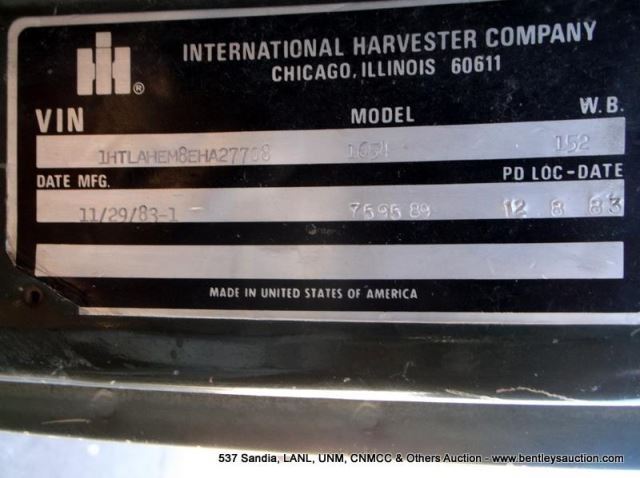 IH ®
INTERNATIONAL HARVESTER COMPANY
CHICAGO, ILLINOIS 60611
VIN MODEL W.B.
1HTLAHEM8EHA27708 1654 152
DATE MFG. PD LOC-DATE
11/29/83-1 759589 12 8 83
MADE IN UNITED STATES OF AMERICA
537 Sandia, LANL, UNM, CNMCC & Others Auction - www.bentleysauction.com